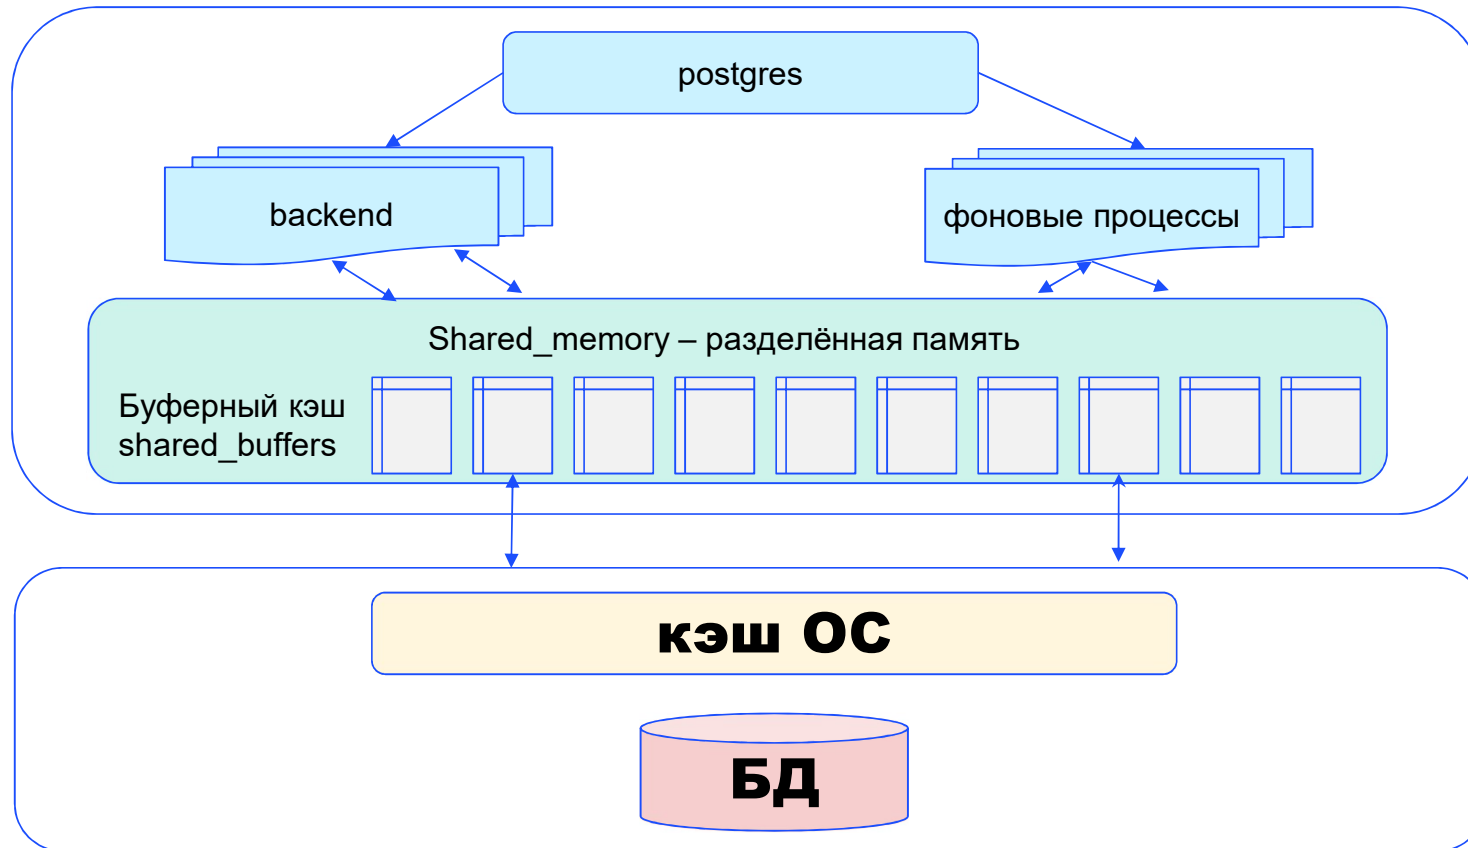 postgres
backend
фоновые процессы
Shared_memory – разделённая память
Буферный кэш
shared_buffers
кэш ОС
БД